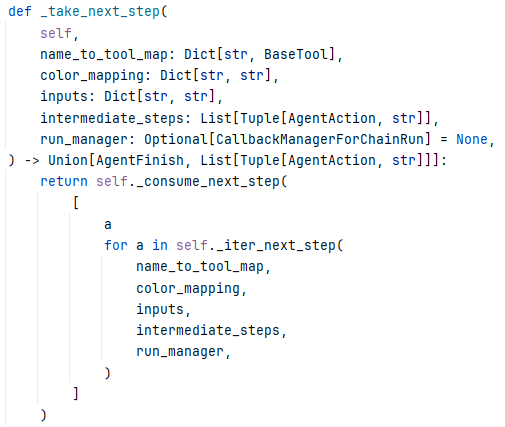 def _take_next_step(
    self,
    name_to_tool_map: Dict[str, BaseTool],
    color_mapping: Dict[str, str],
    inputs: Dict[str, str],
    intermediate_steps: List[Tuple[AgentAction, str]],
    run_manager: Optional[CallbackManagerForChainRun] = None,
) -> Union[AgentFinish, List[Tuple[AgentAction, str]]]:
    return self._consume_next_step(
        [
            a
            for a in self._iter_next_step(
                name_to_tool_map,
                color_mapping,
                inputs,
                intermediate_steps,
                run_manager,
            )
        ]
    )